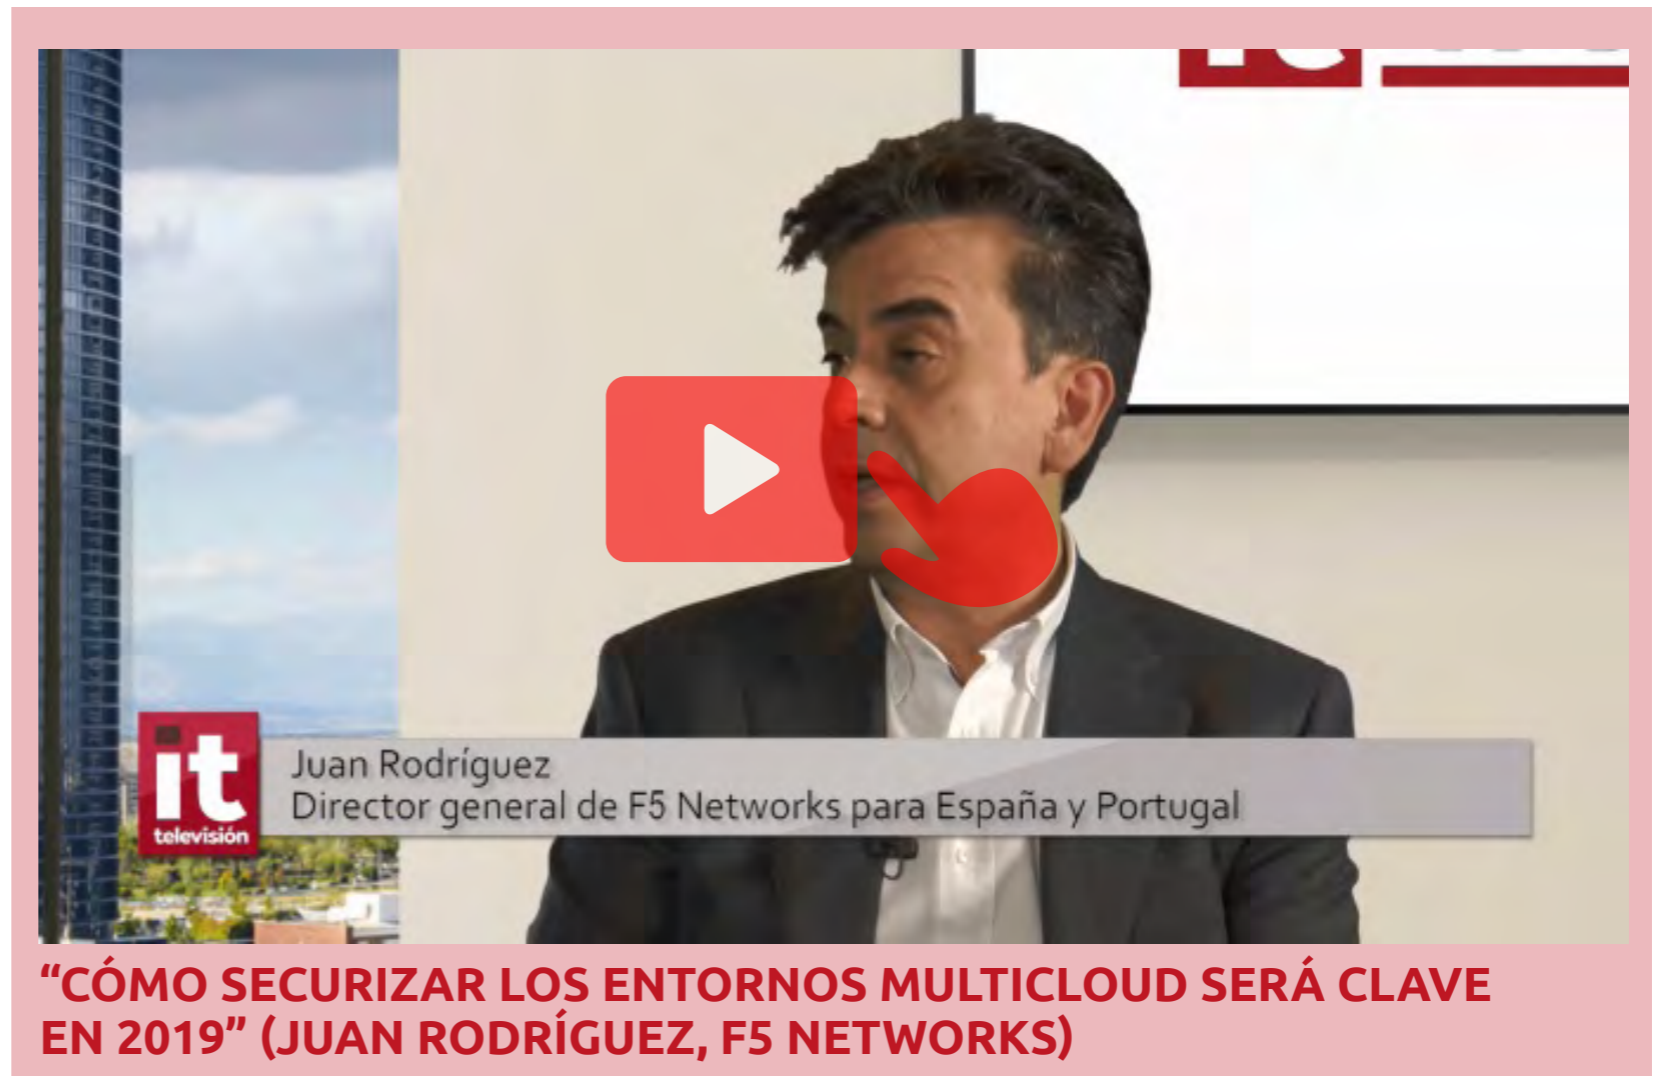 it
televisión
Juan Rodríguez
Director general de F5 Networks para España y Portugal
“CÓMO SECURIZAR LOS ENTORNOS MULTICLOUD SERÁ CLAVE
EN 2019” (JUAN RODRÍGUEZ, F5 NETWORKS)